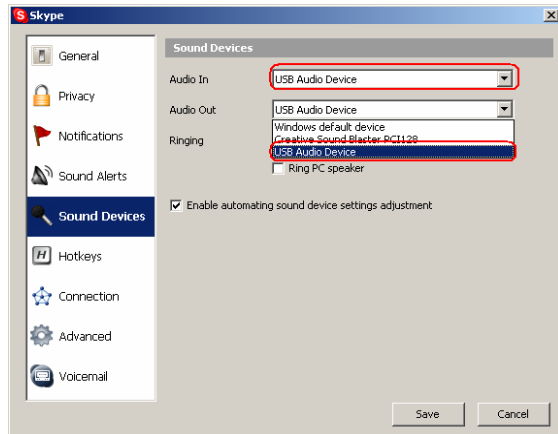 Skype
General
Privacy
Notifications
Sound Alerts
Sound Devices
Hotkeys
Connection
Advanced
Voicemail
Sound Devices
Audio In
USB Audio Device
Audio Out
USB Audio Device
Windows default device
Creative Sound Blaster PCI128
USB Audio Device
Ringing
Ring PC speaker
Enable automating sound device settings adjustment
Save
Cancel